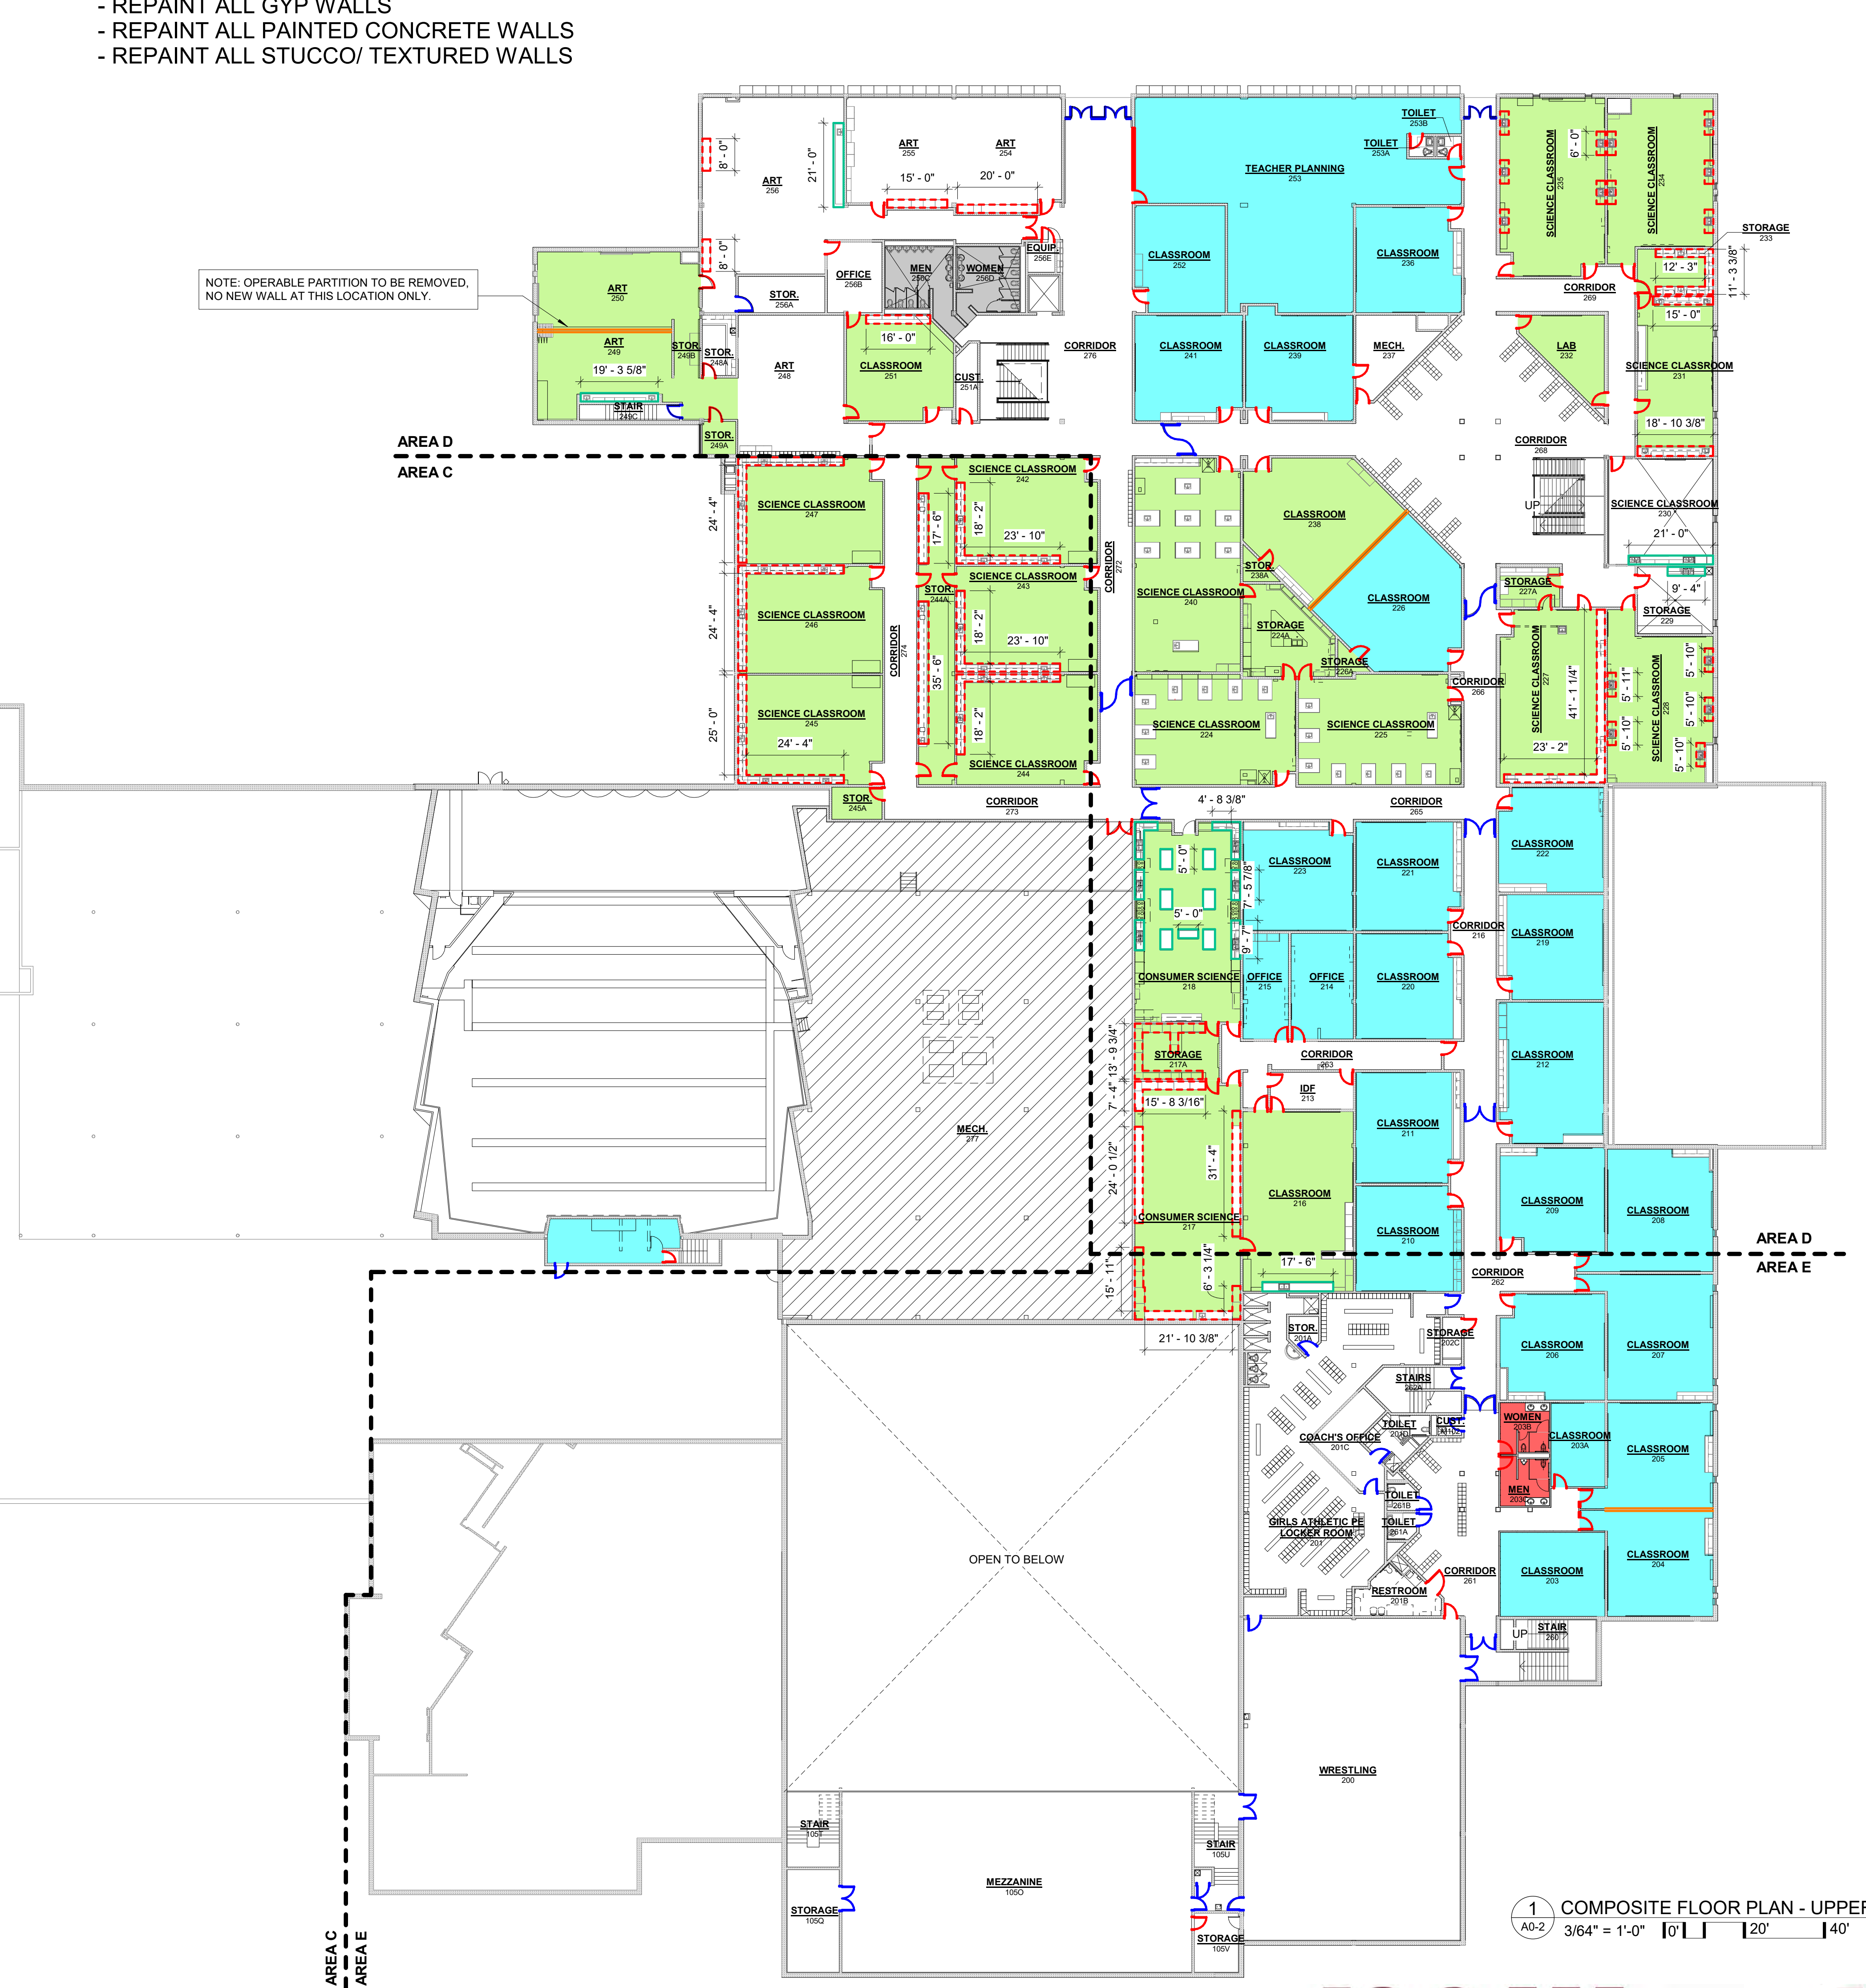 - REPAINT ALL GYP WALLS
- REPAINT ALL PAINTED CONCRETE WALLS
- REPAINT ALL STUCCO/ TEXTURED WALLS
NOTE: OPERABLE PARTITION TO BE REMOVED,
NO NEW WALL AT THIS LOCATION ONLY.
ART
256
8' - 0"
21' - 0"
8' - 0"
ART
255
15' - 0"
ART
254
20' - 0"
TOILET
253B
TOILET
253A
TEACHER PLANNING
253
SCIENCE CLASSROOM
235
6' - 0"
SCIENCE CLASSROOM
234
STORAGE
233
12' - 3"
11' - 3 3/8"
15' - 0"
ART
250
ART
249
19' - 3 5/8"
STAIR
249C
STOR.
249B
STOR.
248A
STOR.
249A
STOR.
256A
OFFICE
256B
MEN
256C
WOMEN
256D
EQUIP.
256E
ART
248
16' - 0"
CLASSROOM
251
CUST.
251A
CORRIDOR
276
CLASSROOM
252
CLASSROOM
236
CLASSROOM
241
CLASSROOM
239
MECH.
237
CORRIDOR
269
LAB
232
SCIENCE CLASSROOM
231
18' - 10 3/8"
CORRIDOR
268
AREA D
AREA C
SCIENCE CLASSROOM
247
24' - 4"
SCIENCE CLASSROOM
246
24' - 4"
SCIENCE CLASSROOM
245
24' - 4"
25' - 0"
STOR.
245A
CORRIDOR
274
SCIENCE CLASSROOM
242
17' - 6"
18' - 2"
23' - 10"
SCIENCE CLASSROOM
243
STOR.
244A
18' - 2"
23' - 10"
35' - 6"
18' - 2"
SCIENCE CLASSROOM
244
CORRIDOR
272
CORRIDOR
273
SCIENCE CLASSROOM
240
CLASSROOM
238
STOR.
238A
STORAGE
224A
CLASSROOM
226
STORAGE
226A
SCIENCE CLASSROOM
224
SCIENCE CLASSROOM
225
CORRIDOR
266
UP
SCIENCE CLASSROOM
230
21' - 0"
9' - 4"
STORAGE
229
STORAGE
227A
SCIENCE CLASSROOM
227
41' - 1 1/4"
23' - 2"
SCIENCE CLASSROOM
228
5' - 11"
5' - 10"
5' - 10"
5' - 10"
5' - 10"
CORRIDOR
265
4' - 8 3/8"
5' - 0"
5' - 0"
7' - 5 7/8"
9' - 7"
CONSUMER SCIENCE
218
CLASSROOM
223
CLASSROOM
221
CLASSROOM
222
CORRIDOR
216
CLASSROOM
219
OFFICE
215
OFFICE
214
CLASSROOM
220
CLASSROOM
212
CORRIDOR
263
STORAGE
217A
13' - 9 3/4"
7' - 4"
15' - 8 3/16"
IDF
213
CLASSROOM
211
MECH.
277
24' - 0 1/2"
31' - 4"
CONSUMER SCIENCE
217
15' - 11"
6' - 3 1/4"
21' - 10 3/8"
CLASSROOM
216
17' - 6"
CLASSROOM
210
CLASSROOM
209
CLASSROOM
208
AREA D
AREA E
CORRIDOR
262
CLASSROOM
206
CLASSROOM
207
STOR.
201A
STORAGE
202C
STAIRS
262A
TOILET
201D
CUST.
COACH'S OFFICE
201C
TOILET
261B
TOILET
261A
GIRLS ATHLETIC PE
LOCKER ROOM
201
RESTROOM
201B
CORRIDOR
261
WOMEN
203B
MEN
203C
CLASSROOM
203A
CLASSROOM
205
CLASSROOM
204
CLASSROOM
203
UP
STAIR
260
OPEN TO BELOW
WRESTLING
200
STAIR
105T
STAIR
105U
MEZZANINE
105O
STORAGE
105Q
STORAGE
105V
AREA C
AREA E
1
A0-2
COMPOSITE FLOOR PLAN - UPPER
3/64" = 1'-0"
0'
20'
40'